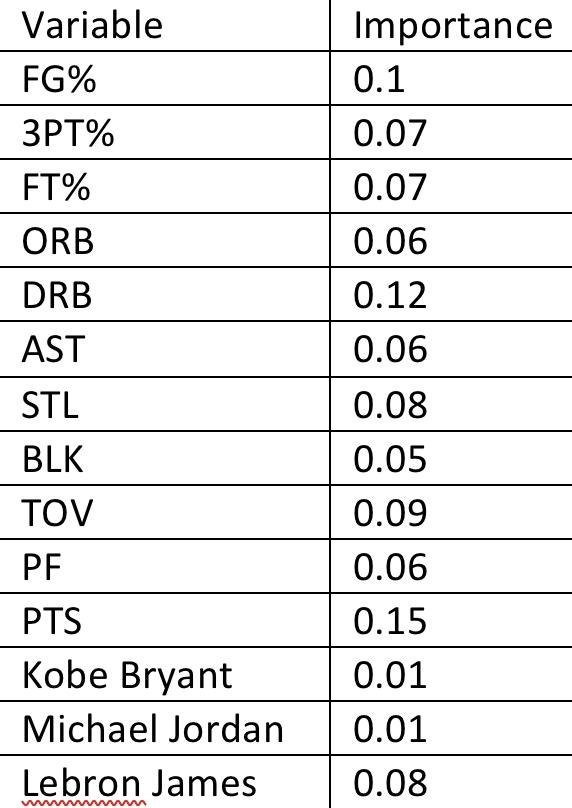 Variable Importance
FG% 0.1
3PT% 0.07
FT% 0.07
ORB 0.06
DRB 0.12
AST 0.06
STL 0.08
BLK 0.05
TOV 0.09
PF 0.06
PTS 0.15
Kobe Bryant 0.01
Michael Jordan 0.01
Lebron James 0.08